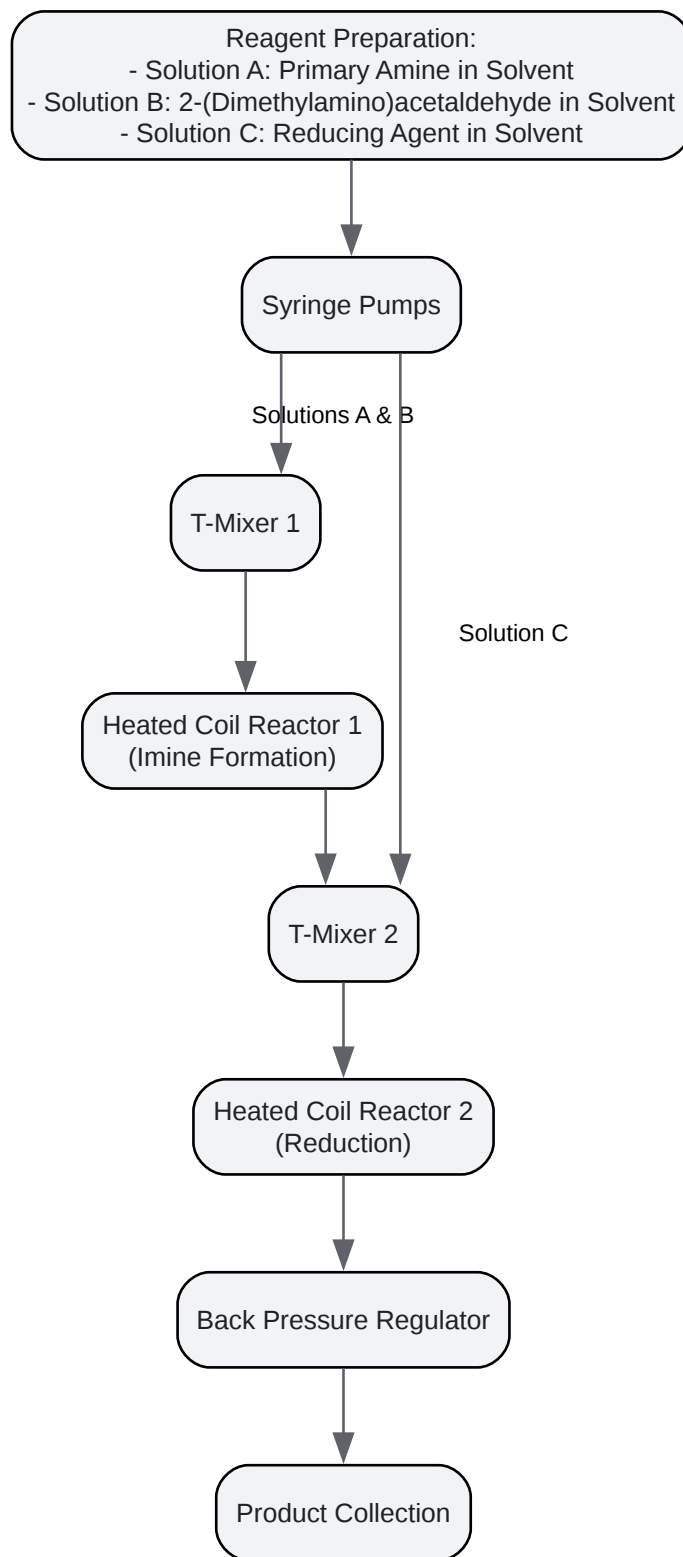 Reagent Preparation:
- Solution A: Primary Amine in Solvent
- Solution B: 2-(Dimethylamino)acetaldehyde in Solvent
- Solution C: Reducing Agent in Solvent
Syringe Pumps
Solutions A & B
T-Mixer 1
Solution C
Heated Coil Reactor 1
(Imine Formation)
T-Mixer 2
Heated Coil Reactor 2
(Reduction)
Back Pressure Regulator
Product Collection